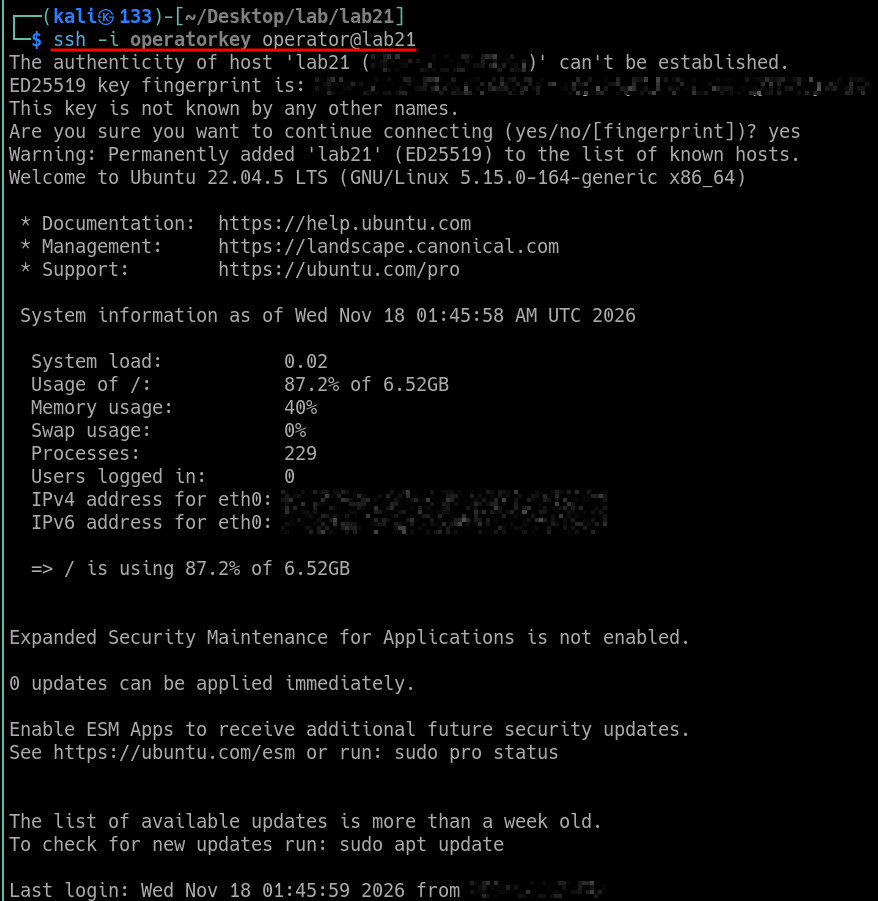 ┌──(kali㉿133)-[~/Desktop/lab/lab21]
└─$ ssh -i operatorkey operator@lab21
The authenticity of host 'lab21 ()' can't be established.
ED25519 key fingerprint is:
This key is not known by any other names.
Are you sure you want to continue connecting (yes/no/[fingerprint])? yes
Warning: Permanently added 'lab21' (ED25519) to the list of known hosts.
Welcome to Ubuntu 22.04.5 LTS (GNU/Linux 5.15.0-164-generic x86_64)
* Documentation:  https://help.ubuntu.com
* Management:     https://landscape.canonical.com
* Support:        https://ubuntu.com/pro
System information as of Wed Nov 18 01:45:58 AM UTC 2026
System load:           0.02
Usage of /:            87.2% of 6.52GB
Memory usage:          40%
Swap usage:            0%
Processes:             229
Users logged in:       0
IPv4 address for eth0:
IPv6 address for eth0:
=> / is using 87.2% of 6.52GB
Expanded Security Maintenance for Applications is not enabled.
0 updates can be applied immediately.
Enable ESM Apps to receive additional future security updates.
See https://ubuntu.com/esm or run: sudo pro status
The list of available updates is more than a week old.
To check for new updates run: sudo apt update
Last login: Wed Nov 18 01:45:59 2026 from